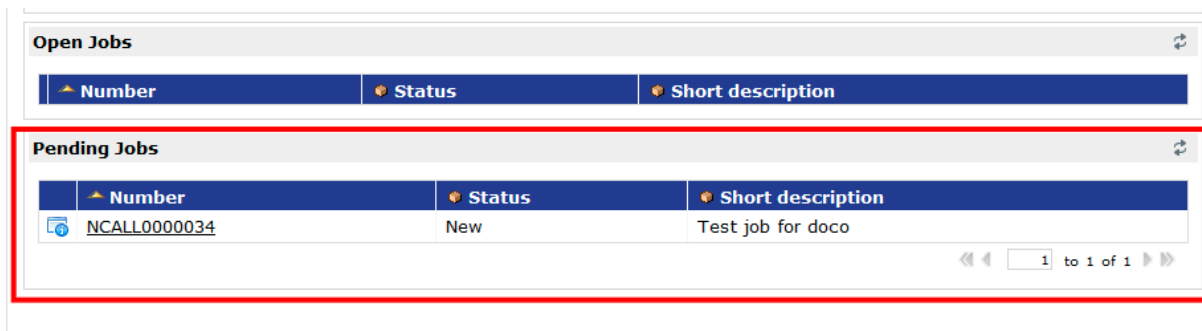 Open Jobs
Number Status Short description
Pending Jobs
Number Status Short description
NCALL0000034 New Test job for doco
1 to 1 of 1